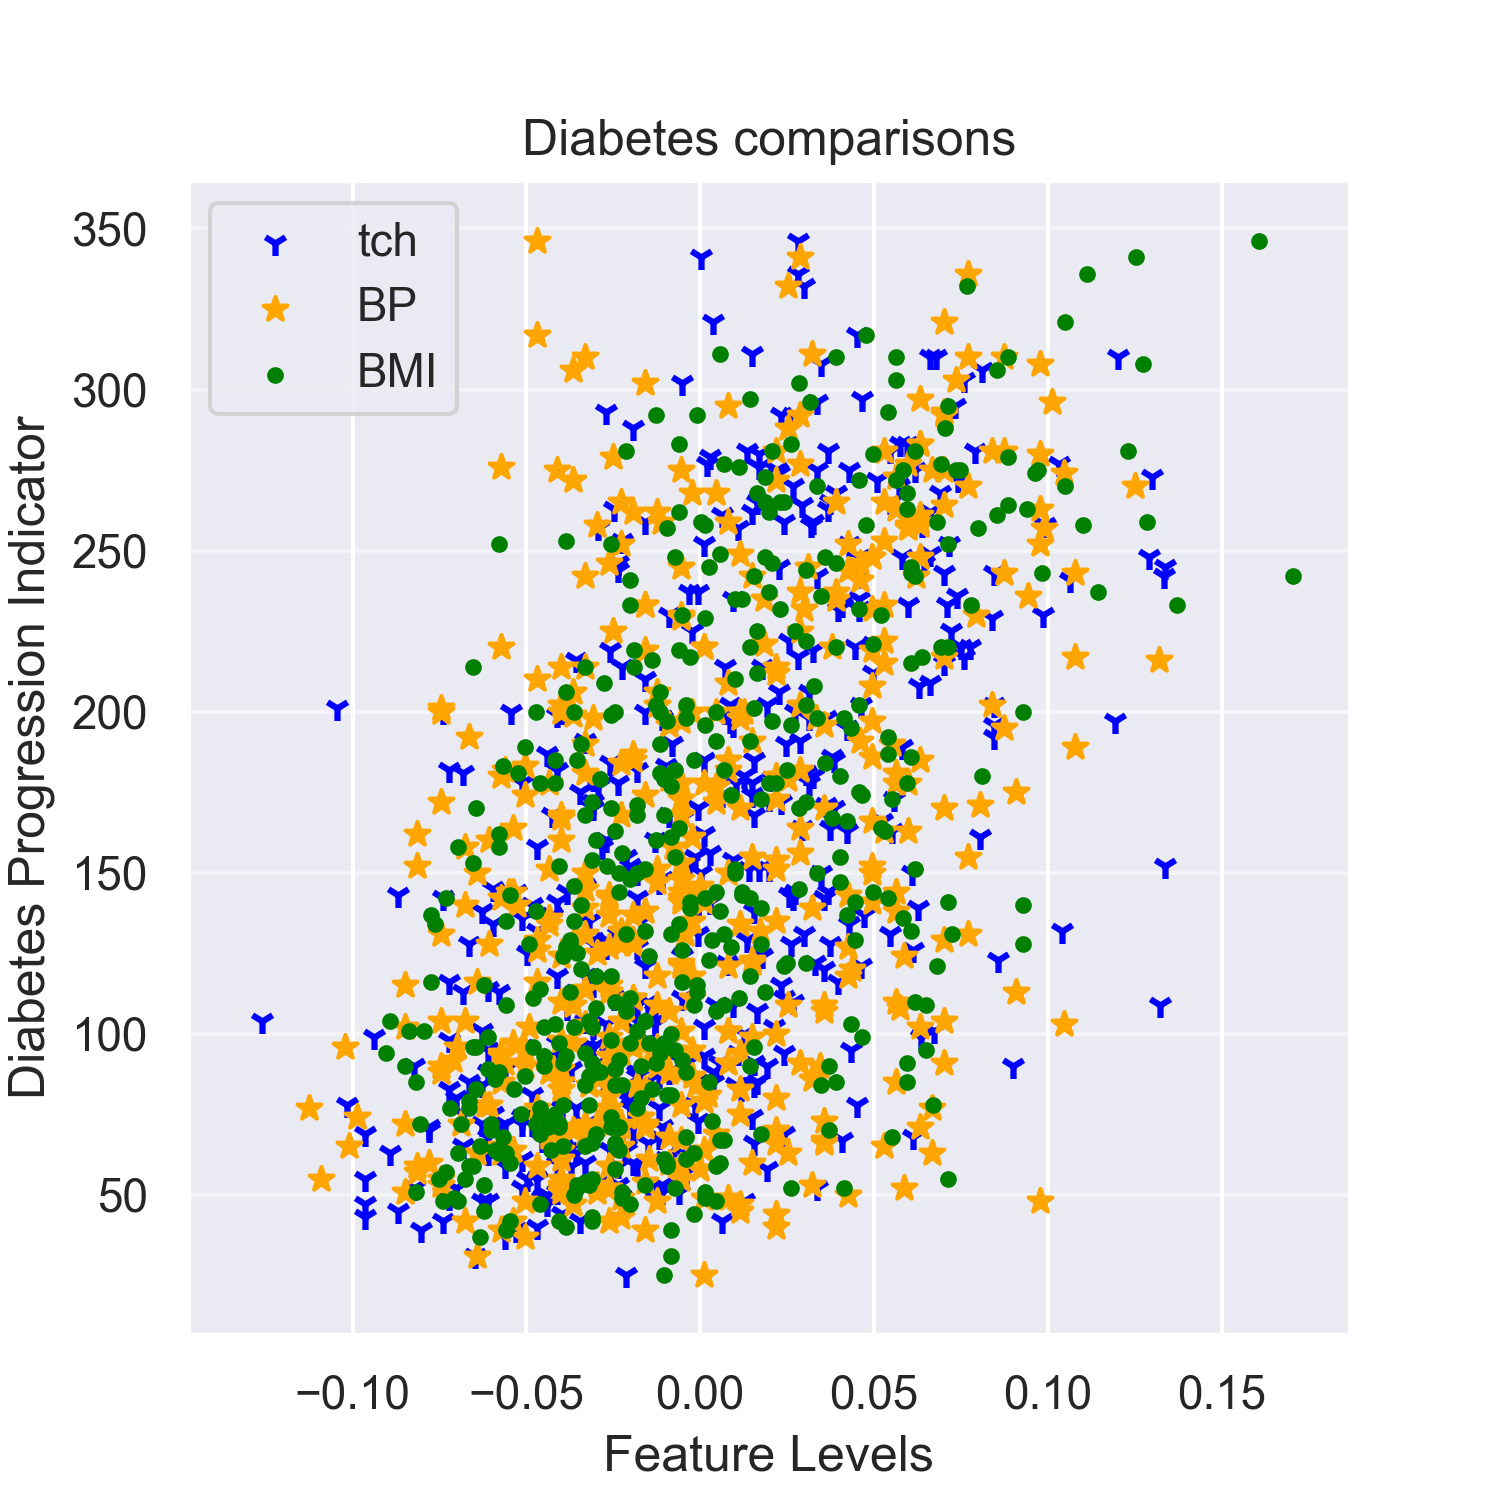 Diabetes comparisons
tch
BP
BMI
350
300
250
200
150
100
50
Diabetes Progression Indicator
−0.10
−0.05
0.00
0.05
0.10
0.15
Feature Levels